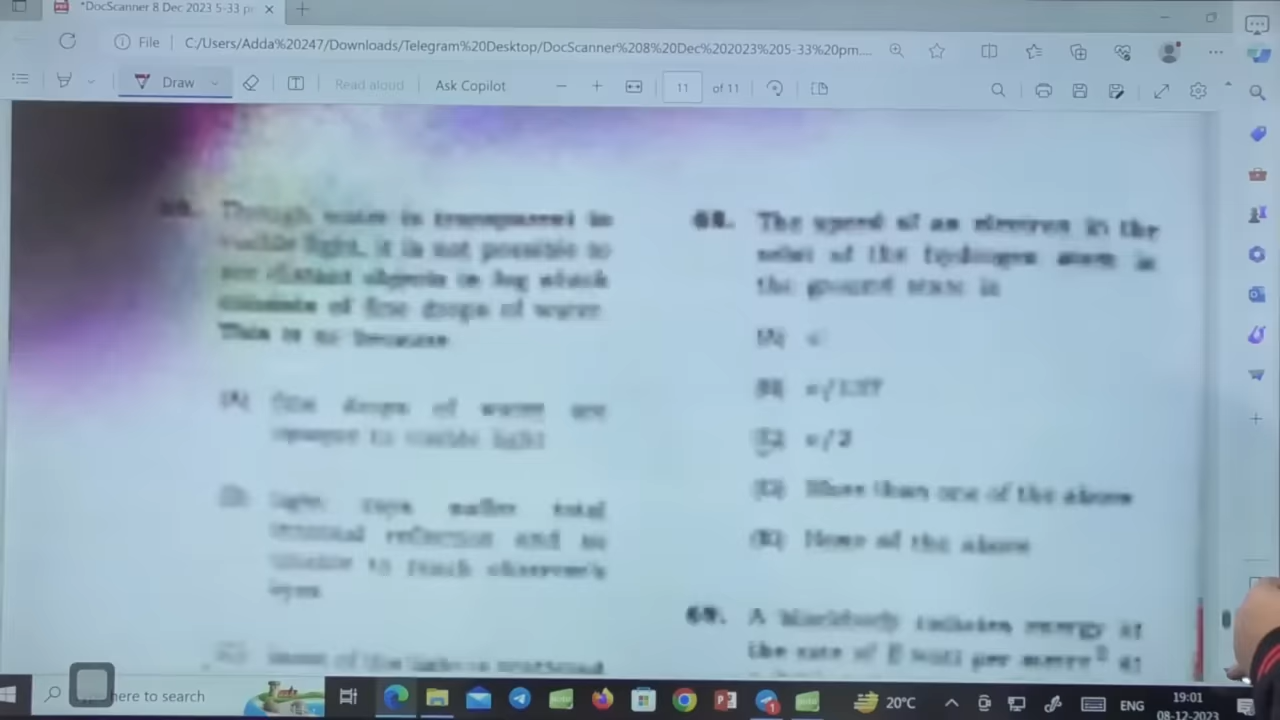 *DocScanner 8 Dec 2023 5-33 p
File
C:/Users/Adda%20247/Downloads/Telegram%20Desktop/DocScanner%208%20Dec%202023%205-33%20pm...
Draw
Read aloud
Ask Copilot
11
of 11
Though water is transparent to
visible light, it is not possible to
see distant objects in fog which
consists of fine drops of water.
This is so because
(A) fine drops of water are
opaque to visible light
light rays suffer total
internal reflection and
unable to reach observer's
eyes
68. The speed of an electron in the
of the hydrogen atom in
the ground state is
(A) c
(B) c/137
(C) c/2
(D) More than one of the above
(E) None of the above
69. A blackbody radiates energy at
the rate of E watt per metre² at
here to search
20°C
ENG
19:01
08-12-2023